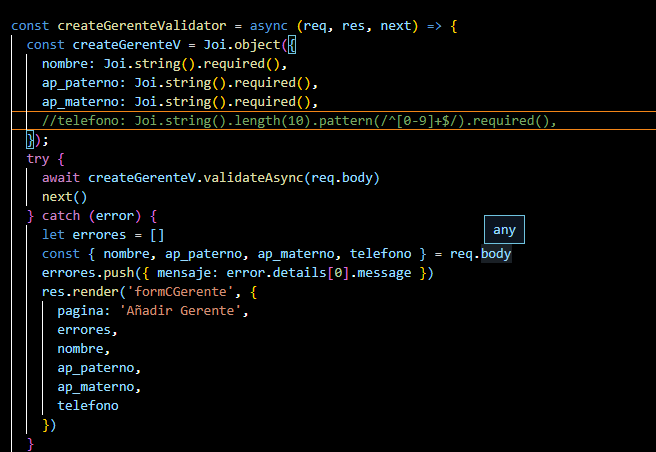 const createGerenteValidator = async (req, res, next) => {
const createGerenteV = Joi.object({
nombre: Joi.string().required(),
ap_paterno: Joi.string().required(),
ap_materno: Joi.string().required(),
//telefono: Joi.string().length(10).pattern(/^[0-9]+$/).required(),
});
try {
await createGerenteV.validateAsync(req.body)
next()
} catch (error) {
let errores = []
any
const { nombre, ap_paterno, ap_materno, telefono } = req.body
errores.push({ mensaje: error.details[0].message })
res.render('formCGerente', {
pagina: 'Añadir Gerente',
errores,
nombre,
ap_paterno,
ap_materno,
telefono
})
}